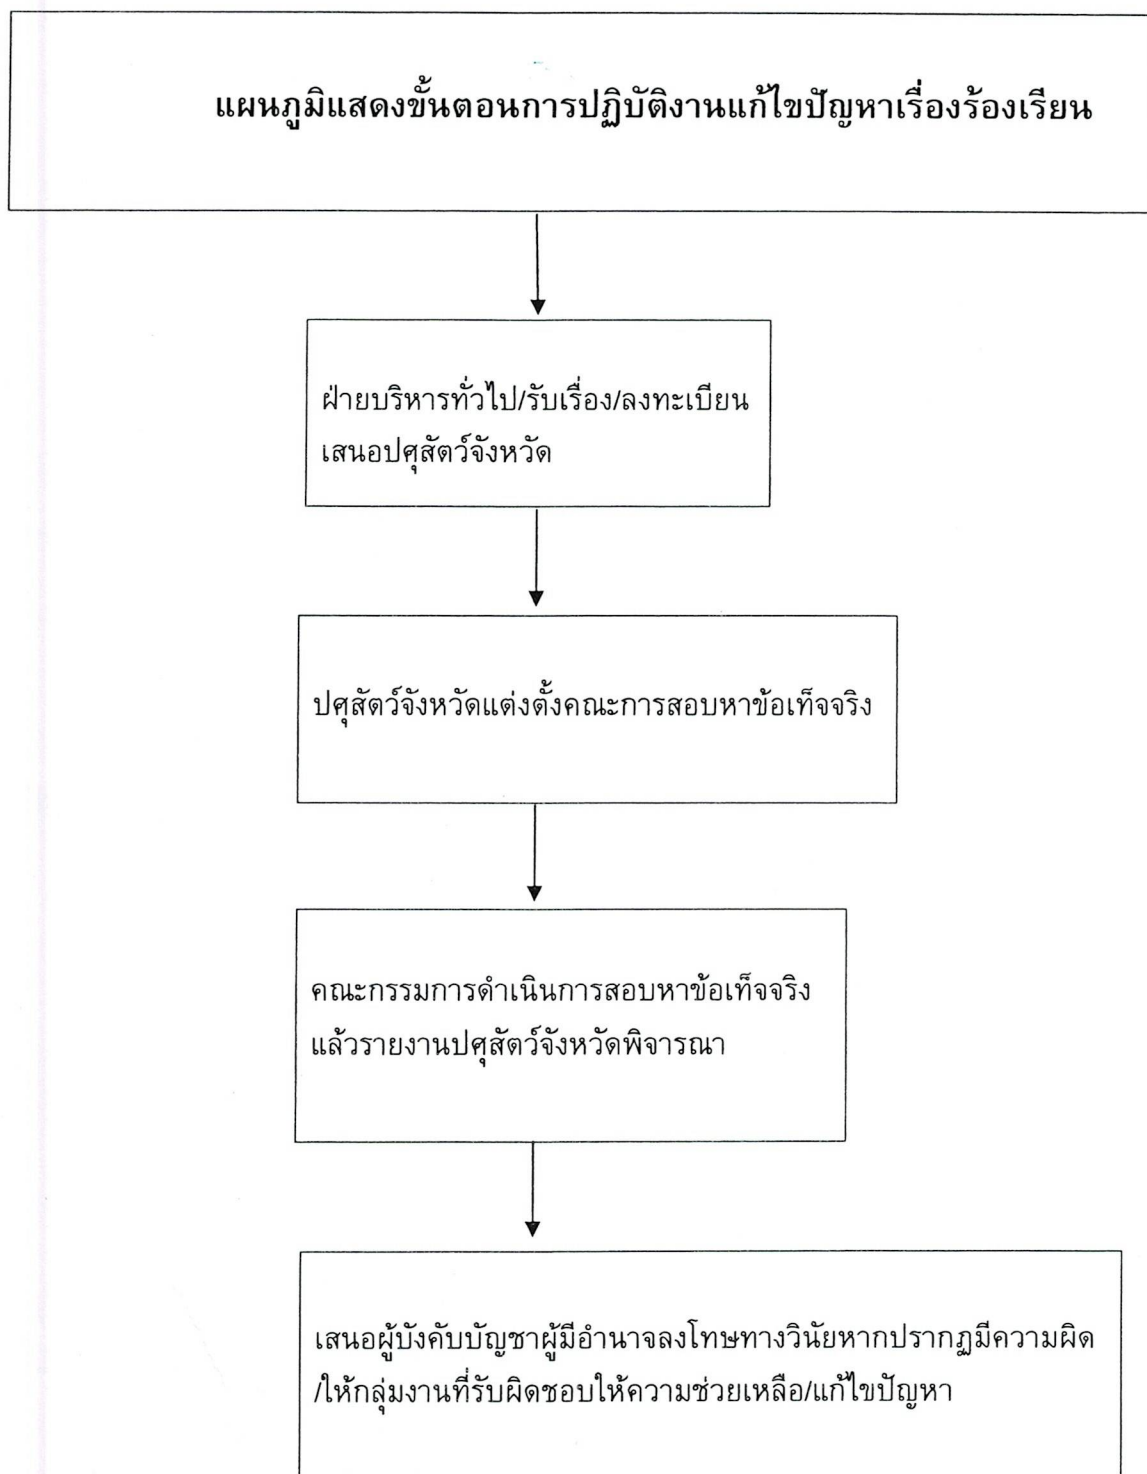 แผนภูมิแสดงขั้นตอนการปฏิบัติงานแก้ไขปัญหาเรื่องร้องเรียน
ฝ่ายบริหารทั่วไป/รับเรื่อง/ลงทะเบียน
เสนอปศุสัตว์จังหวัด
ปศุสัตว์จังหวัดแต่งตั้งคณะการสอบหาข้อเท็จจริง
คณะกรรมการดำเนินการสอบหาข้อเท็จจริง
แล้วรายงานปศุสัตว์จังหวัดพิจารณา
เสนอผู้บังคับบัญชาผู้มีอำนาจลงโทษทางวินัยหากปรากฏมีความผิด
/ให้กลุ่มงานที่รับผิดชอบให้ความช่วยเหลือ/แก้ไขปัญหา